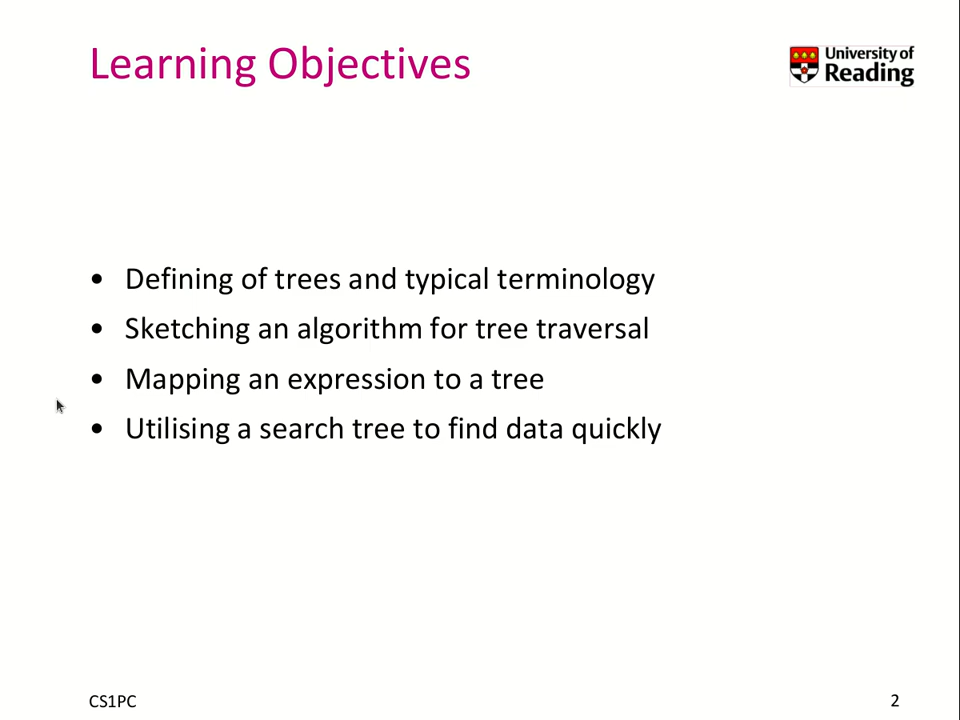 Learning Objectives
University of
Reading
• Defining of trees and typical terminology
• Sketching an algorithm for tree traversal
• Mapping an expression to a tree
• Utilising a search tree to find data quickly
CS1PC
2